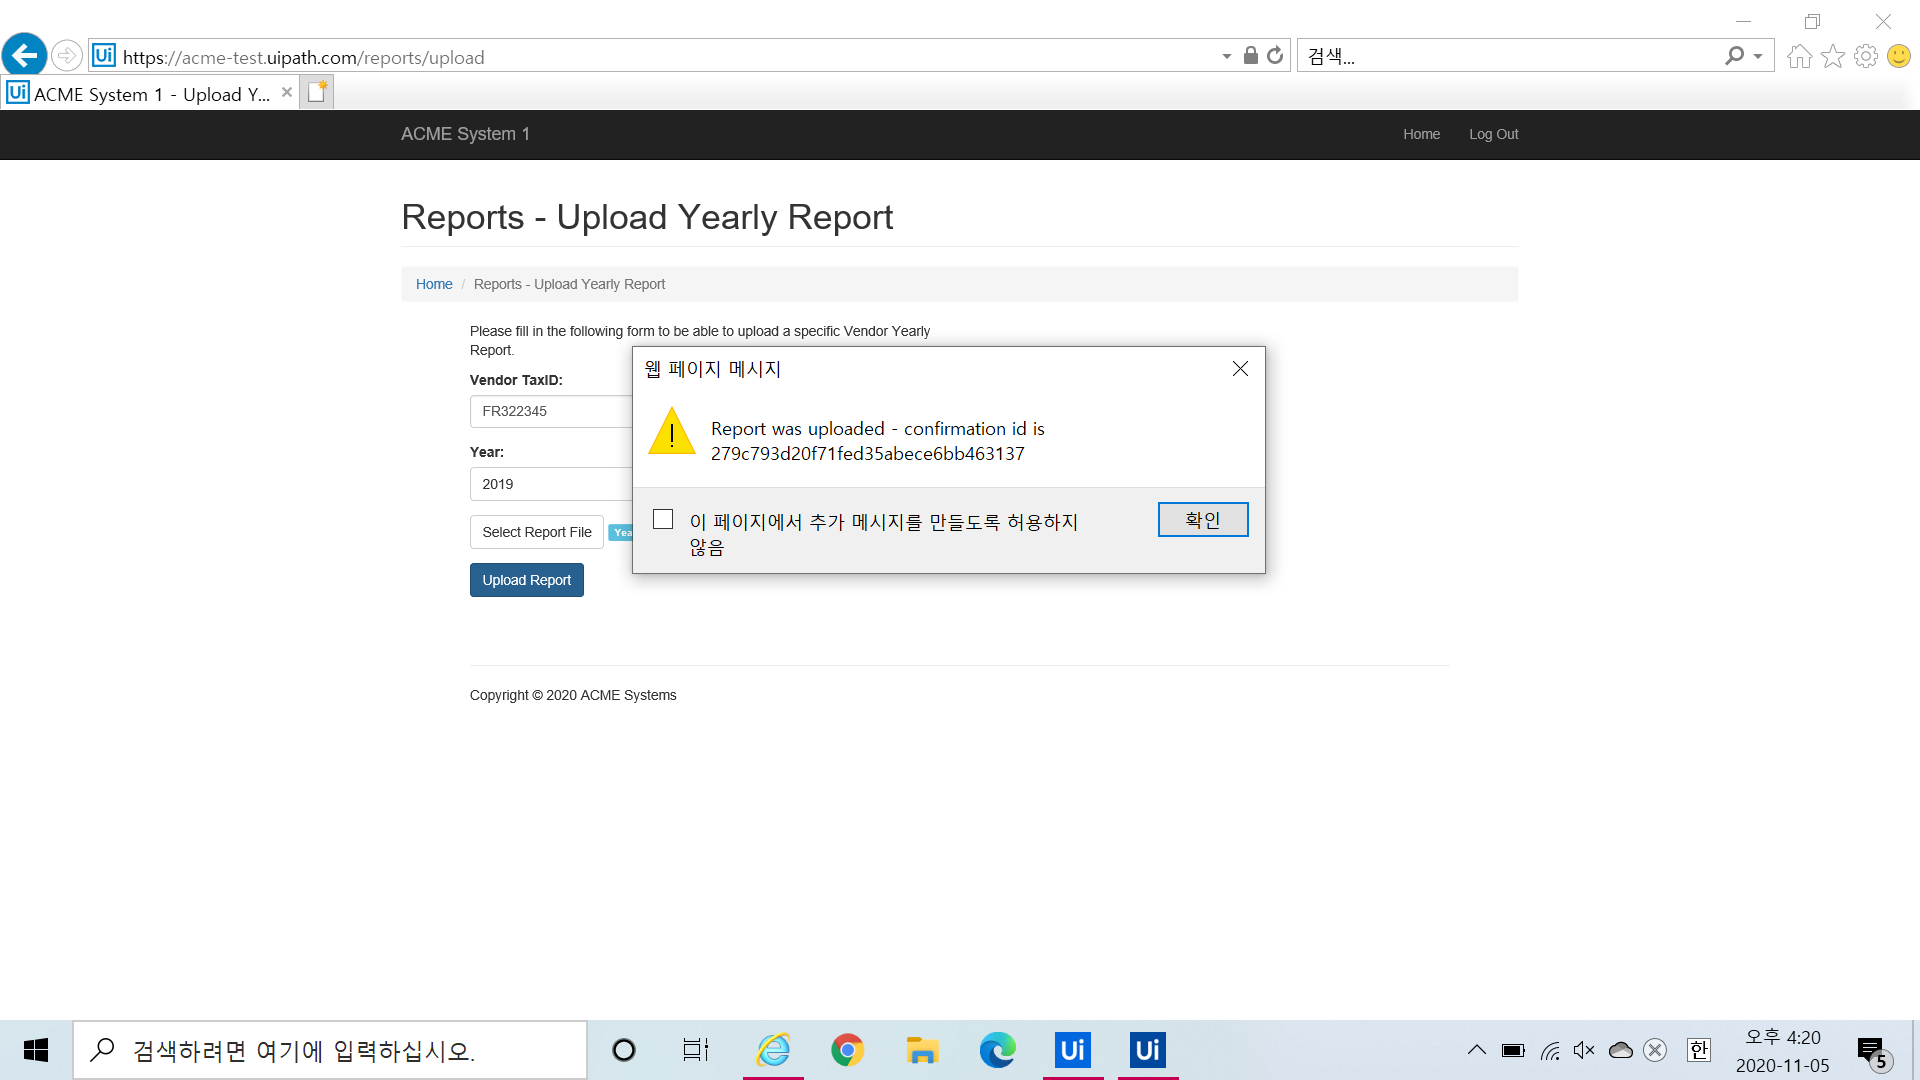 https://acme-test.uipath.com/reports/upload
검색...
Ui ACME System 1 - Upload Y...
ACME System 1
Home
Log Out
Reports - Upload Yearly Report
Home / Reports - Upload Yearly Report
Please fill in the following form to be able to upload a specific Vendor Yearly
Report.
Vendor TaxID:
FR322345
Year:
2019
Select Report File
Yea
Upload Report
웹 페이지 메시지
Report was uploaded - confirmation id is
279c793d20f71fed35abece6bb463137
이 페이지에서 추가 메시지를 만들도록 허용하지
않음
확인
Copyright © 2020 ACME Systems
검색하려면 여기에 입력하십시오.
Ui
Ui
한
오후 4:20
2020-11-05
5